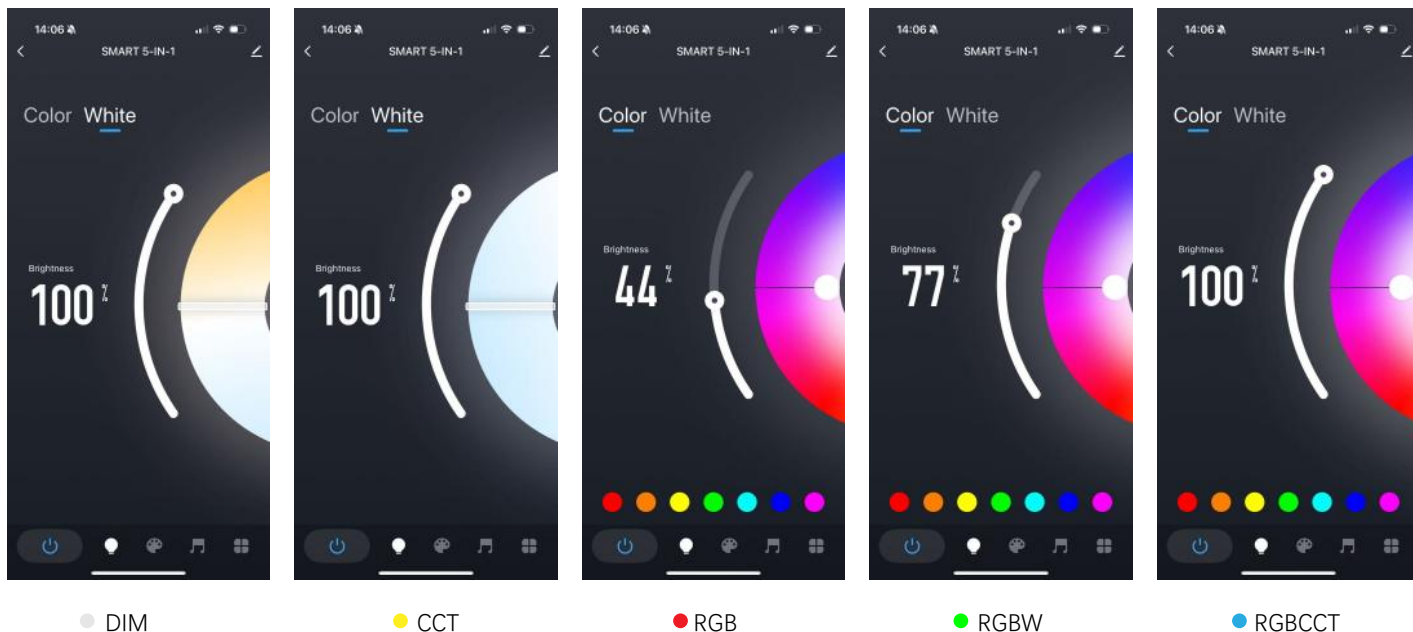 14:06
SMART 5-IN-1
Color White
Brightness
100 %
DIM
14:06
SMART 5-IN-1
Color White
Brightness
100 %
CCT
14:06
SMART 5-IN-1
Color White
Brightness
44 %
RGB
14:06
SMART 5-IN-1
Color White
Brightness
77 %
RGBW
14:06
SMART 5-IN-1
Color White
Brightness
100 %
RGBCCT